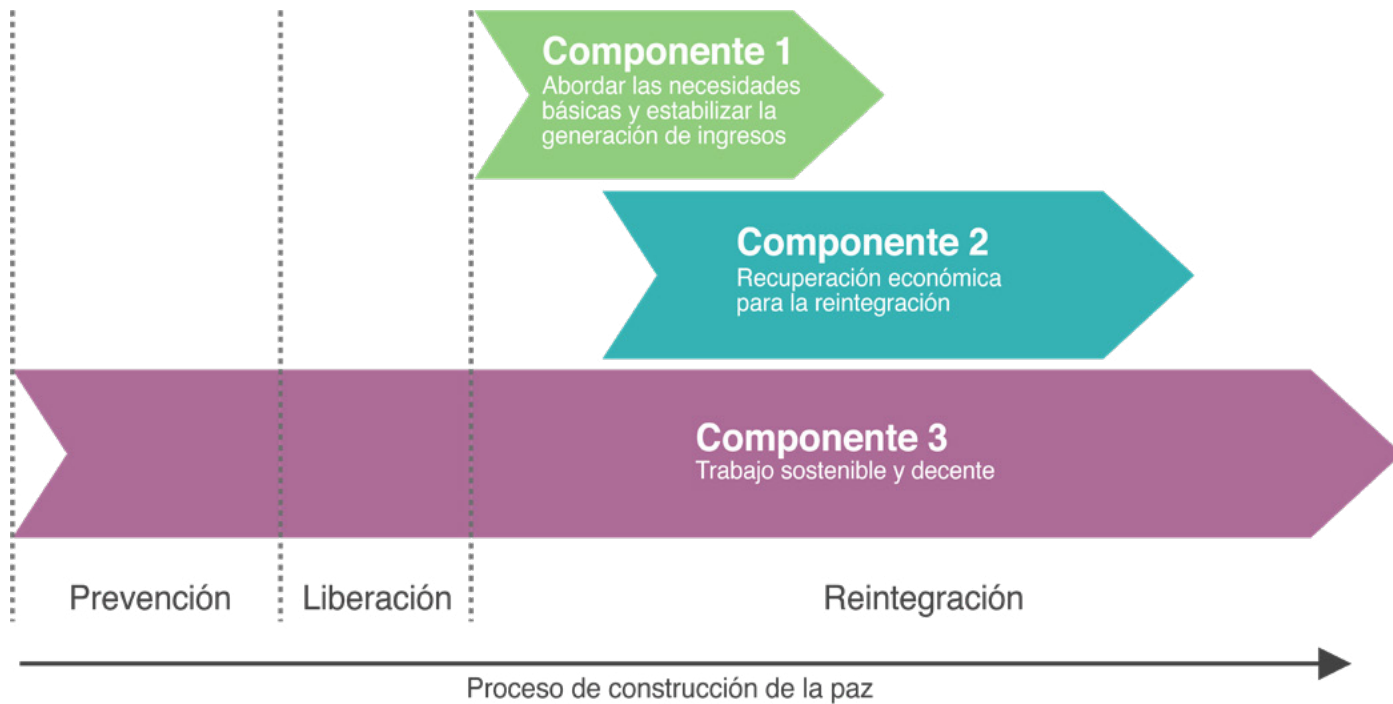 Componente 1
Abordar las necesidades
básicas y estabilizar la
generación de ingresos
Componente 2
Recuperación económica
para la reintegración
Componente 3
Trabajo sostenible y decente
Prevención
Liberación
Reintegración
Proceso de construcción de la paz